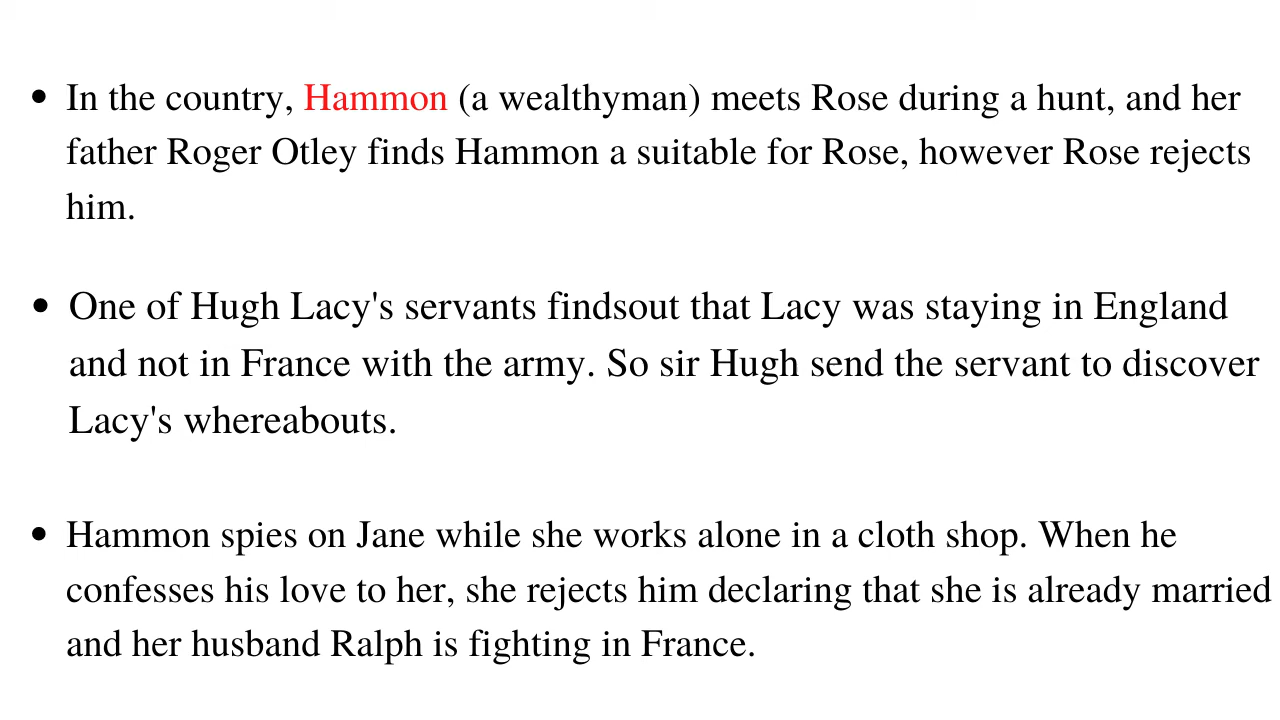 • In the country, Hammon (a wealthyman) meets Rose during a hunt, and her
father Roger Otley finds Hammon a suitable for Rose, however Rose rejects
him.
• One of Hugh Lacy's servants findsout that Lacy was staying in England
and not in France with the army. So sir Hugh send the servant to discover
Lacy's whereabouts.
• Hammon spies on Jane while she works alone in a cloth shop. When he
confesses his love to her, she rejects him declaring that she is already married
and her husband Ralph is fighting in France.